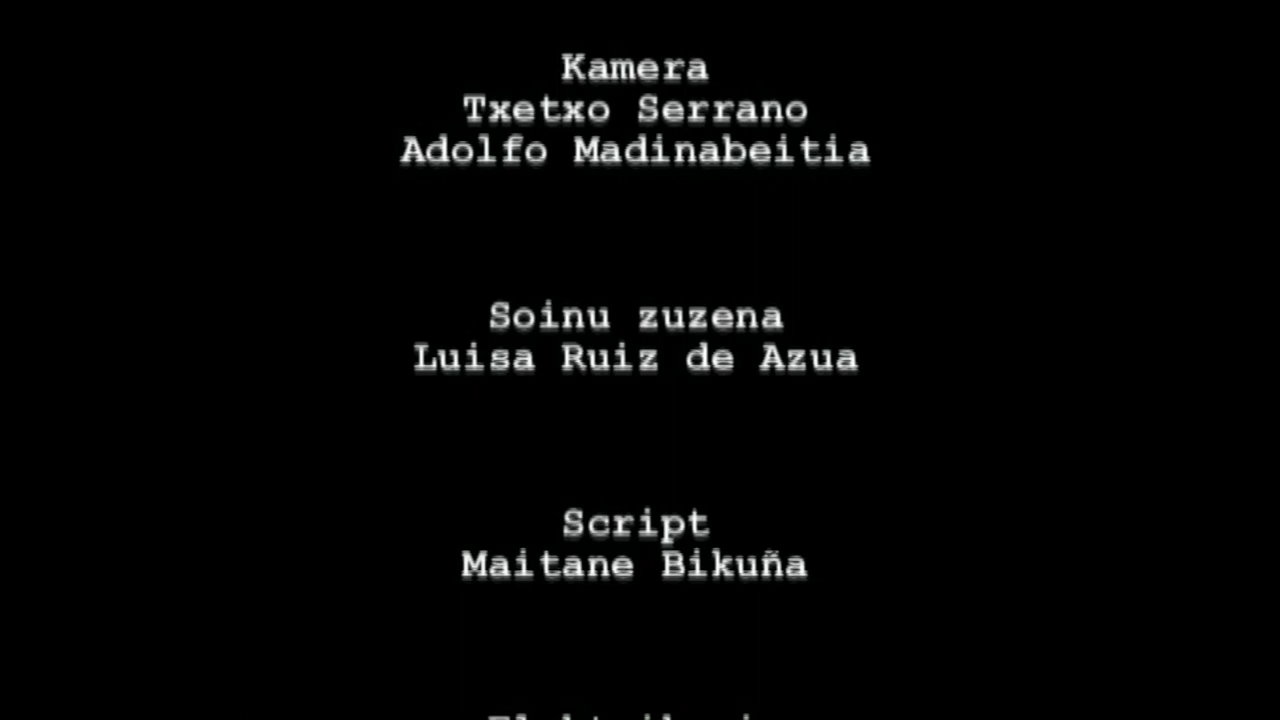 Kamera
Txetxo Serrano
Adolfo Madinabeitia
Soinu zuzena
Luisa Ruiz de Azua
Script
Maitane Bikuña